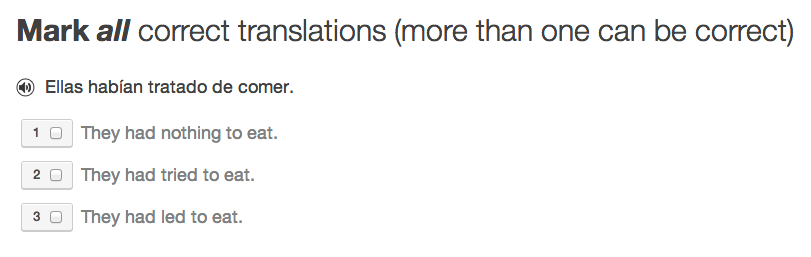 Mark all correct translations (more than one can be correct)
Ellas habían tratado de comer.
1 They had nothing to eat.
2 They had tried to eat.
3 They had led to eat.